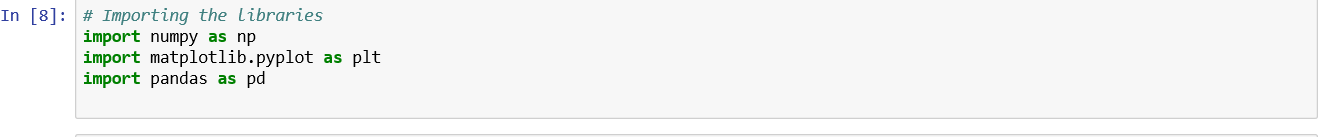 In [8]: # Importing the libraries
import numpy as np
import matplotlib.pyplot as plt
import pandas as pd